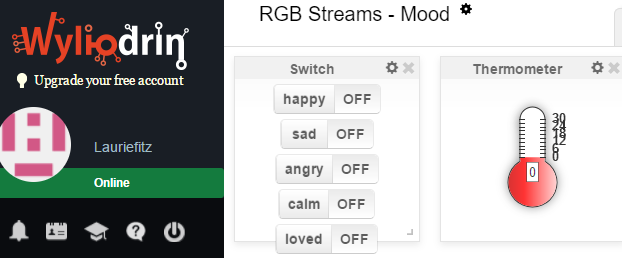 Wyliodrin
Upgrade your free account
Lauriefitz
Online
RGB Streams - Mood
Switch
happy OFF
sad OFF
angry OFF
calm OFF
loved OFF
Thermometer
30
24
18
12
6
0
0